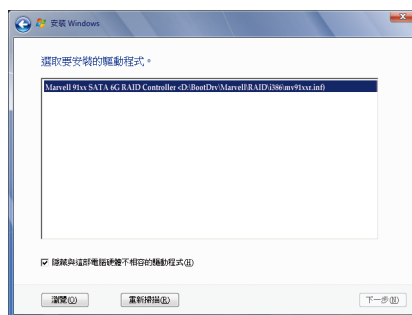 安裝 Windows
選取要安裝的驅動程式。
Marvell 91xx SATA 6G RAID Controller <D:\BootDrv\Marvell\RAID\i386\mv91xxr.inf)
隱藏與這部電腦硬體不相容的驅動程式(H)
瀏覽(O)
重新掃描(R)
下一步(N)